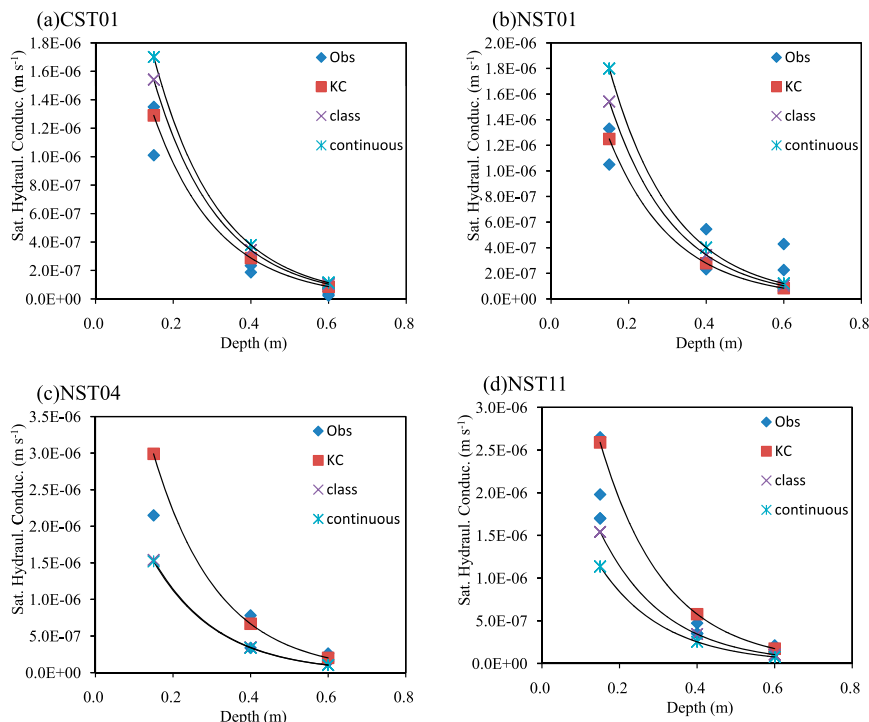 (a)CST01
Sat. Hydraul. Conduc. (m s⁻¹)
1.8E-06
1.6E-06
1.4E-06
1.2E-06
1.0E-06
8.0E-07
6.0E-07
4.0E-07
2.0E-07
0.0E+00
0.0
0.2
0.4
0.6
0.8
Depth (m)
Obs
KC
class
continuous
(b)NST01
Sat. Hydraul. Conduc. (m s⁻¹)
2.0E-06
1.8E-06
1.6E-06
1.4E-06
1.2E-06
1.0E-06
8.0E-07
6.0E-07
4.0E-07
2.0E-07
0.0E+00
0.0
0.2
0.4
0.6
0.8
Depth (m)
Obs
KC
class
continuous
(c)NST04
Sat. Hydraul. Conduc. (m s⁻¹)
3.5E-06
3.0E-06
2.5E-06
2.0E-06
1.5E-06
1.0E-06
5.0E-07
0.0E+00
0.0
0.2
0.4
0.6
0.8
Depth (m)
Obs
KC
class
continuous
(d)NST11
Sat. Hydraul. Conduc. (m s⁻¹)
3.0E-06
2.5E-06
2.0E-06
1.5E-06
1.0E-06
5.0E-07
0.0E+00
0.0
0.2
0.4
0.6
0.8
Depth (m)
Obs
KC
class
continuous